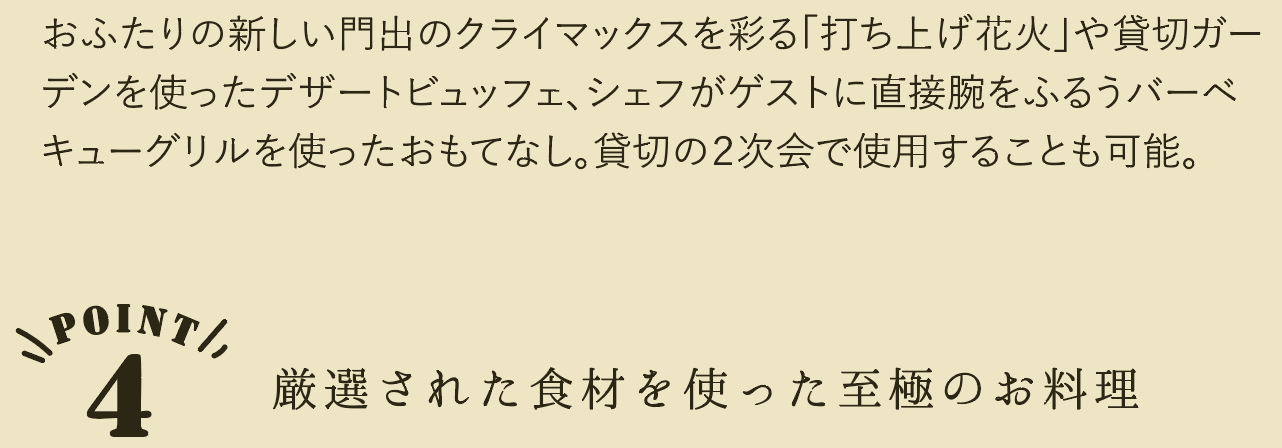 おふたりの新しい門出のクライマックスを彩る「打ち上げ花火」や貸切ガー
デンを使ったデザートビュッフェ、シェフがゲストに直接腕をふるうバーベ
キューグリルを使ったおもてなし。貸切の2次会で使用することも可能。
POINT
4
厳選された食材を使った至極のお料理